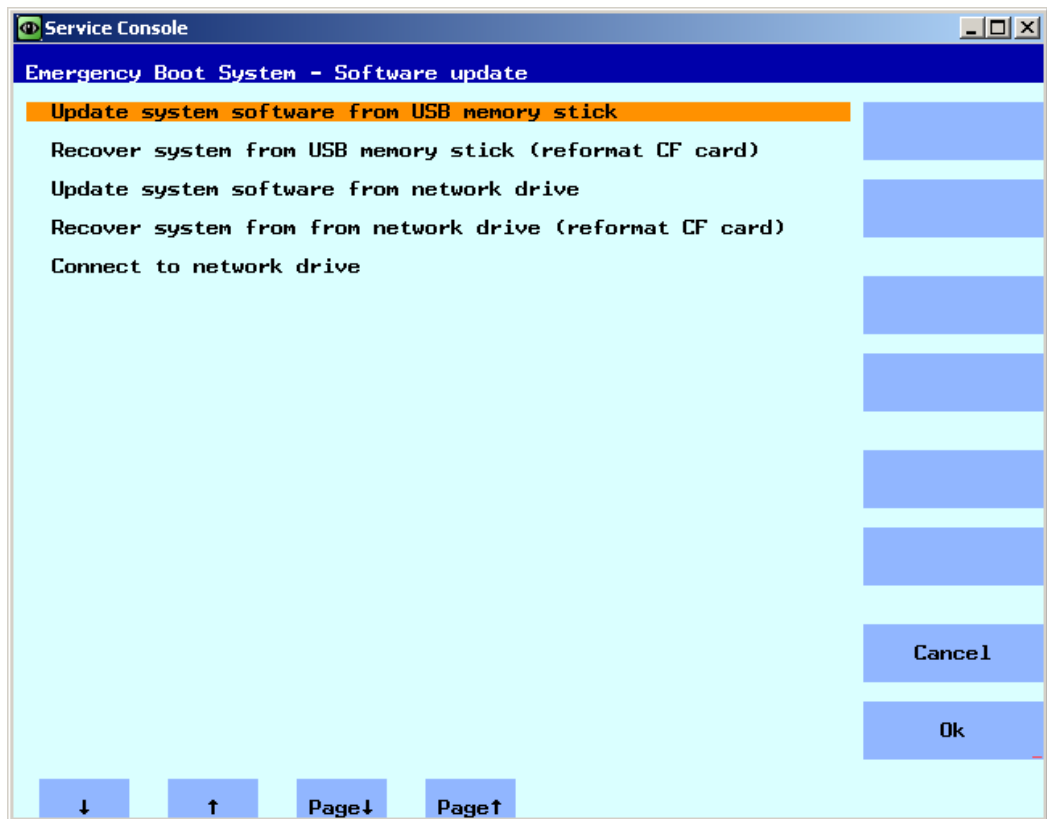 Service Console
Emergency Boot System - Software update
Update system software from USB memory stick
Recover system from USB memory stick (reformat CF card)
Update system software from network drive
Recover system from from network drive (reformat CF card)
Connect to network drive
Cancel
Ok
↓ ↑ Page↓ Page↑